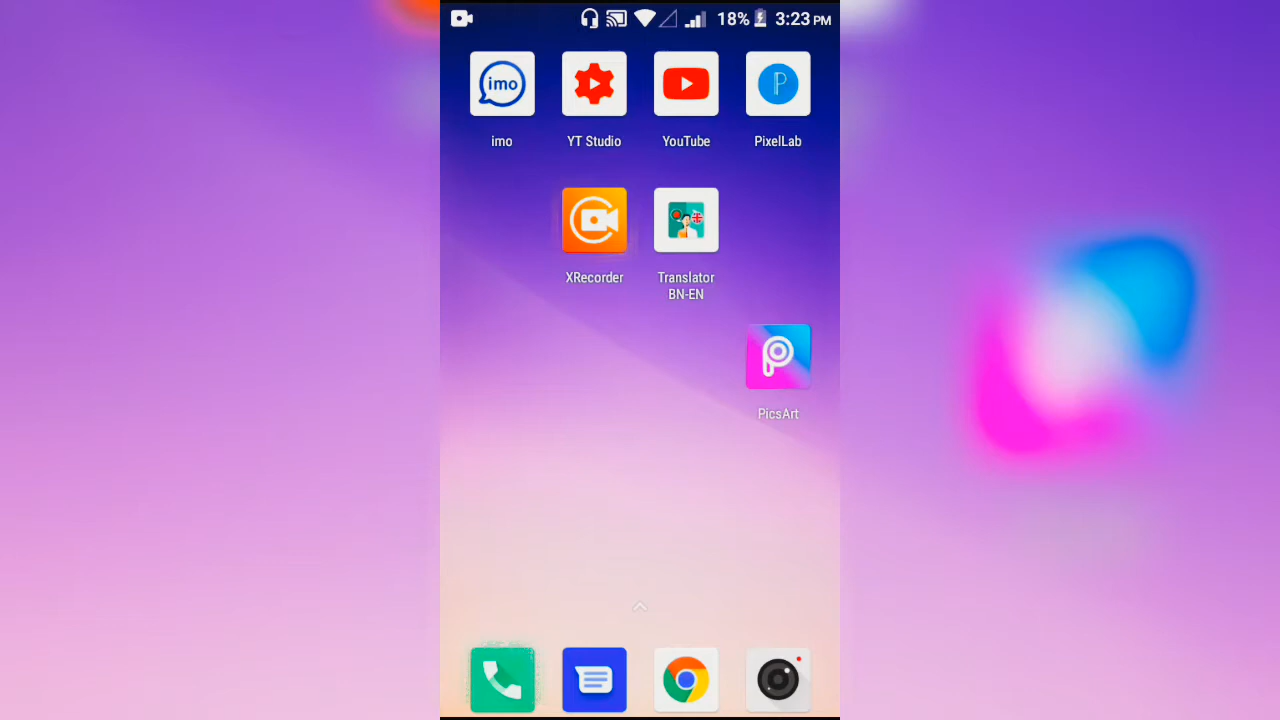 18% 3:23 PM
imo
imo YT Studio YouTube PixelLab
XRecorder Translator
BN-EN
PicsArt